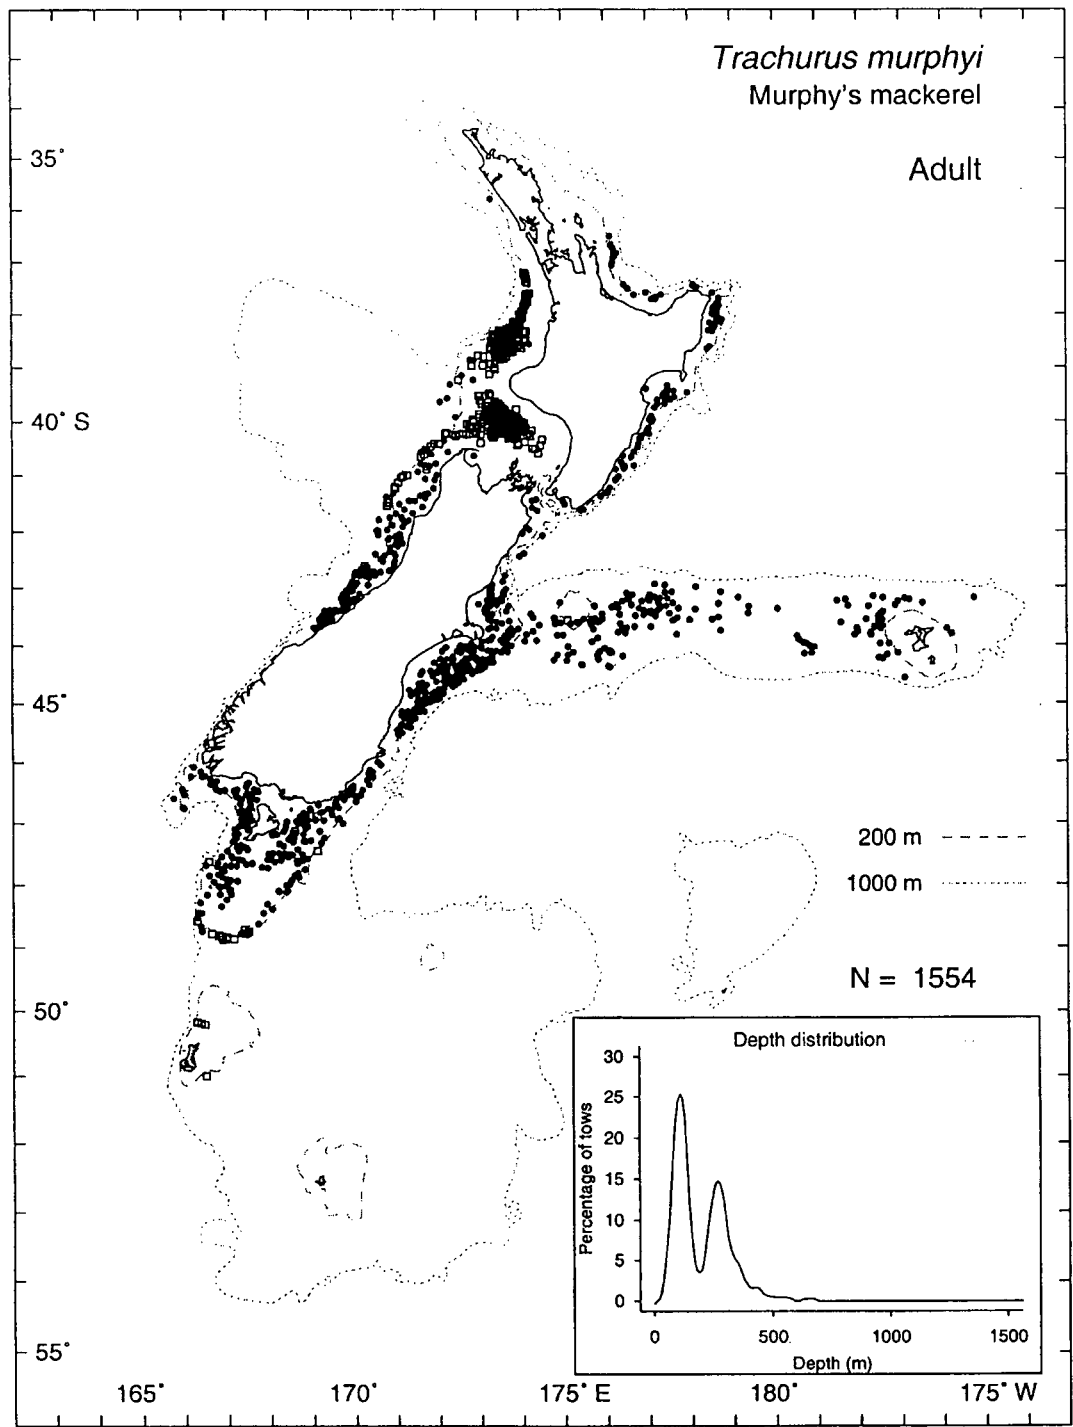 Trachurus murphyi
Murphy's mackerel
Adult
35°
40° S
45°
200 m
1000 m
N = 1554
50°
Depth distribution
30
25
20
15
10
5
0
Percentage of tows
0 500. 1000 1500
Depth (m)
55°
165° 170° 175° E 180° 175° W